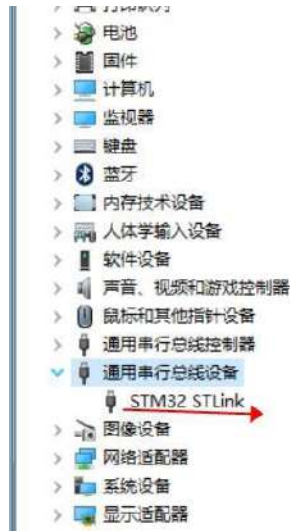 电池
固件
计算机
监视器
键盘
蓝牙
内存技术设备
人体学输入设备
软件设备
声音、视频和游戏控制器
鼠标和其他指针设备
通用串行总线控制器
通用串行总线设备
STM32 STLink
图像设备
网络适配器
系统设备
显示适配器